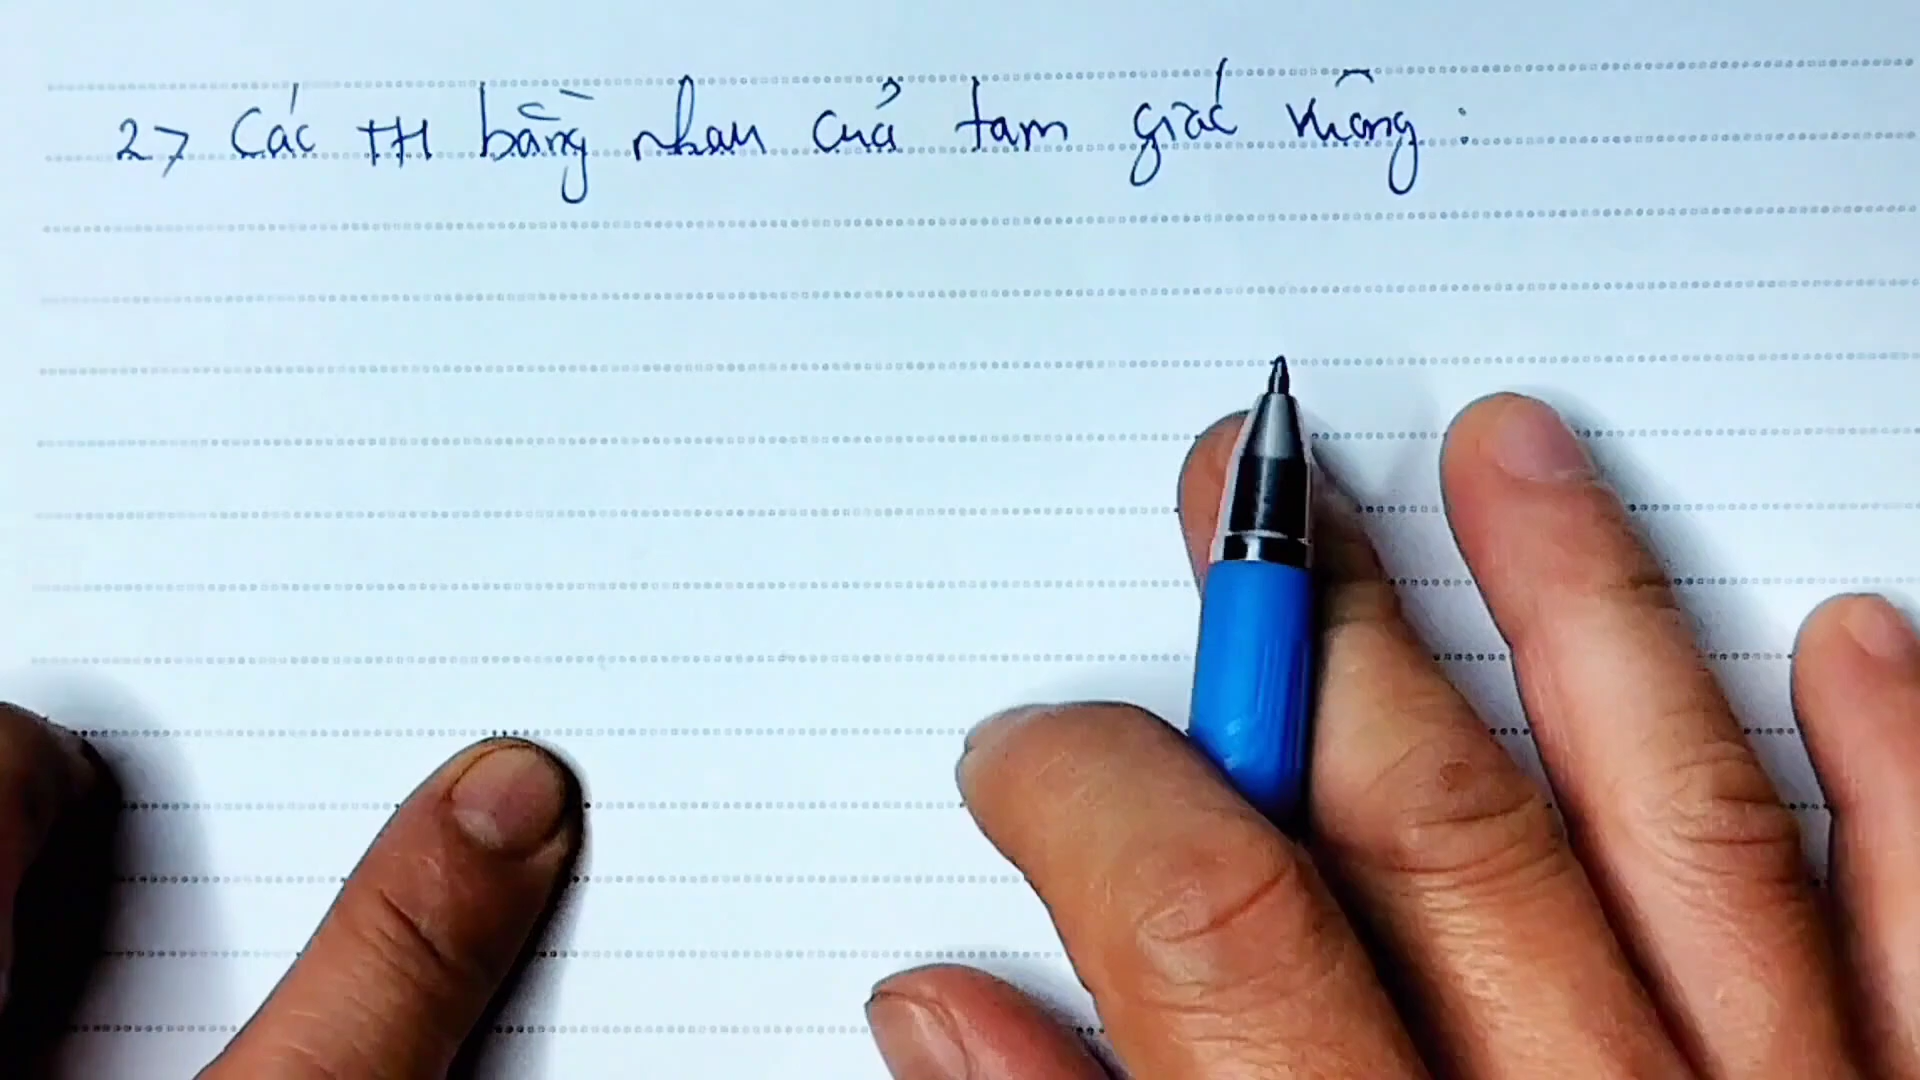 2> Các TH bằng nhau của tam giác vuông :